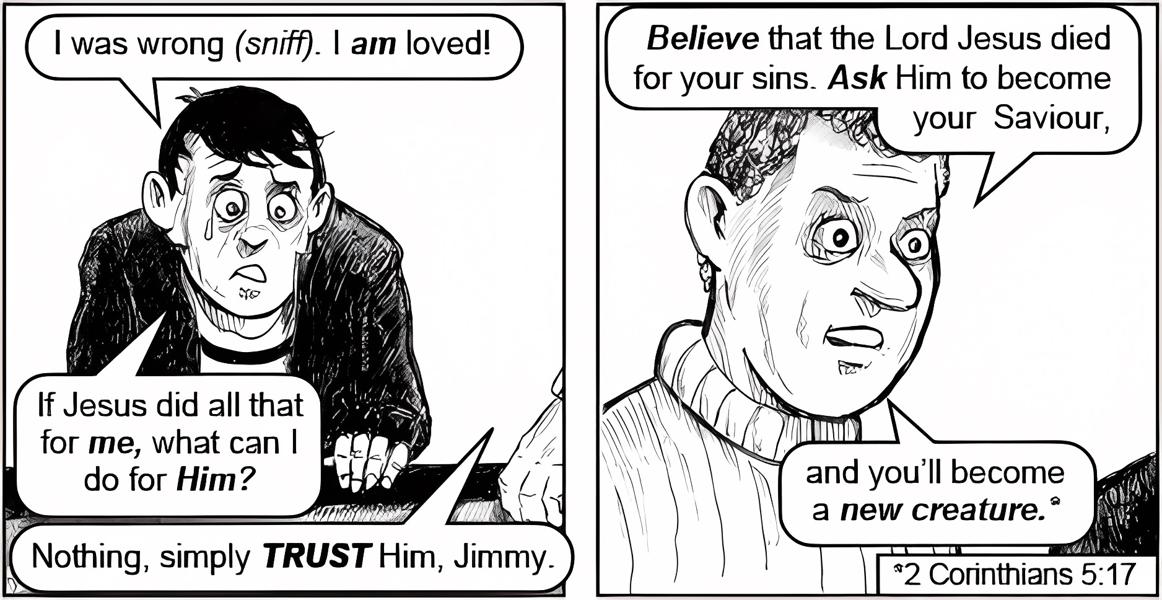 I was wrong (sniff). I am loved!
If Jesus did all that
for me, what can I
do for Him?
Nothing, simply TRUST Him, Jimmy.
Believe that the Lord Jesus died
for your sins. Ask Him to become
your Saviour,
and you'll become
a new creature.*
*2 Corinthians 5:17